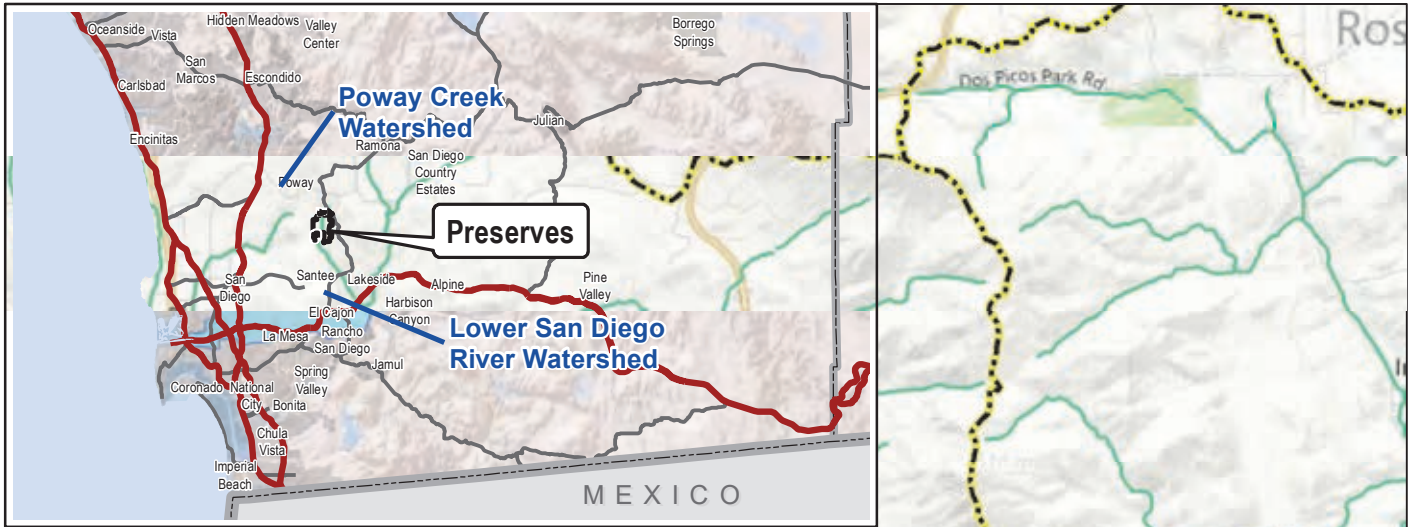 Oceanside
Hidden Meadows
Vista
Valley
Center
Borrego
Springs
San
Marcos
Escondido
Carlsbad
Poway Creek
Watershed
Encinitas
Ramona
Julian
San Diego
Country
Estates
Poway
Preserves
Santee
Lakeside
Alpine
Pine
Valley
San
Diego
Harbison
Canyon
El Cajon
La Mesa
Rancho
San Diego
Lower San Diego
River Watershed
Jamul
Spring
Valley
Coronado
National
City
Bonita
Chula
Vista
Imperial
Beach
MEXICO
Dos Picos Park Rd